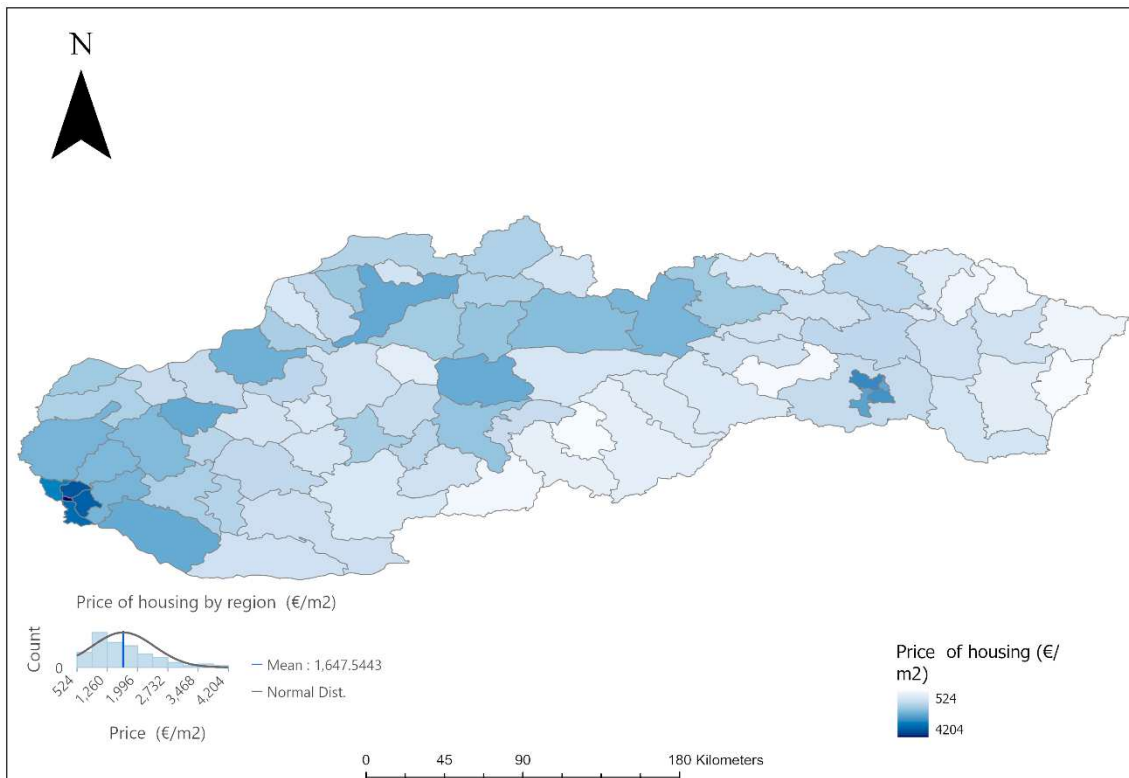 N
Price of housing by region (€/m2)
Count
0
524
1,260
1,996
2,732
3,468
4,204
Mean : 1,647.5443
Normal Dist.
Price (€/m2)
0 45 90 180 Kilometers
Price of housing (€/
m2)
524
4204